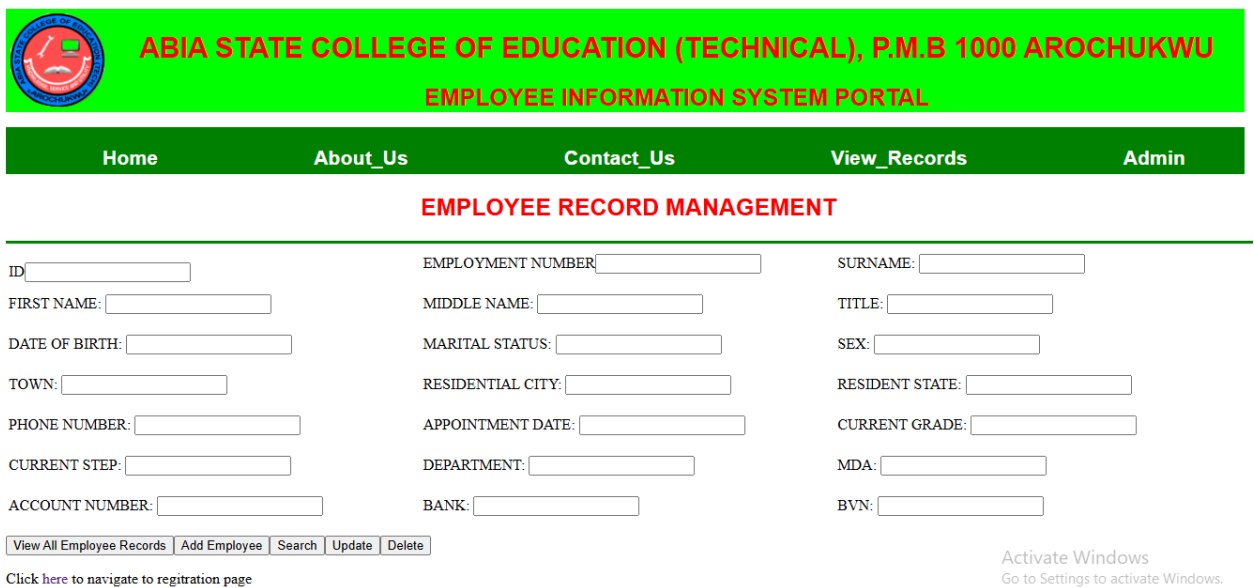 ABIA STATE COLLEGE OF EDUCATION (TECHNICAL), P.M.B 1000 AROCHUKWU
EMPLOYEE INFORMATION SYSTEM PORTAL
Home About_Us Contact_Us View_Records Admin
EMPLOYEE RECORD MANAGEMENT
ID EMPLOYMENT NUMBER SURNAME:
FIRST NAME: MIDDLE NAME: TITLE:
DATE OF BIRTH: MARITAL STATUS: SEX:
TOWN: RESIDENTIAL CITY: RESIDENT STATE:
PHONE NUMBER: APPOINTMENT DATE: CURRENT GRADE:
CURRENT STEP: DEPARTMENT: MDA:
ACCOUNT NUMBER: BANK: BVN:
View All Employee Records Add Employee Search Update Delete
Click here to navigate to regitration page
Activate Windows
Go to Settings to activate Windows.